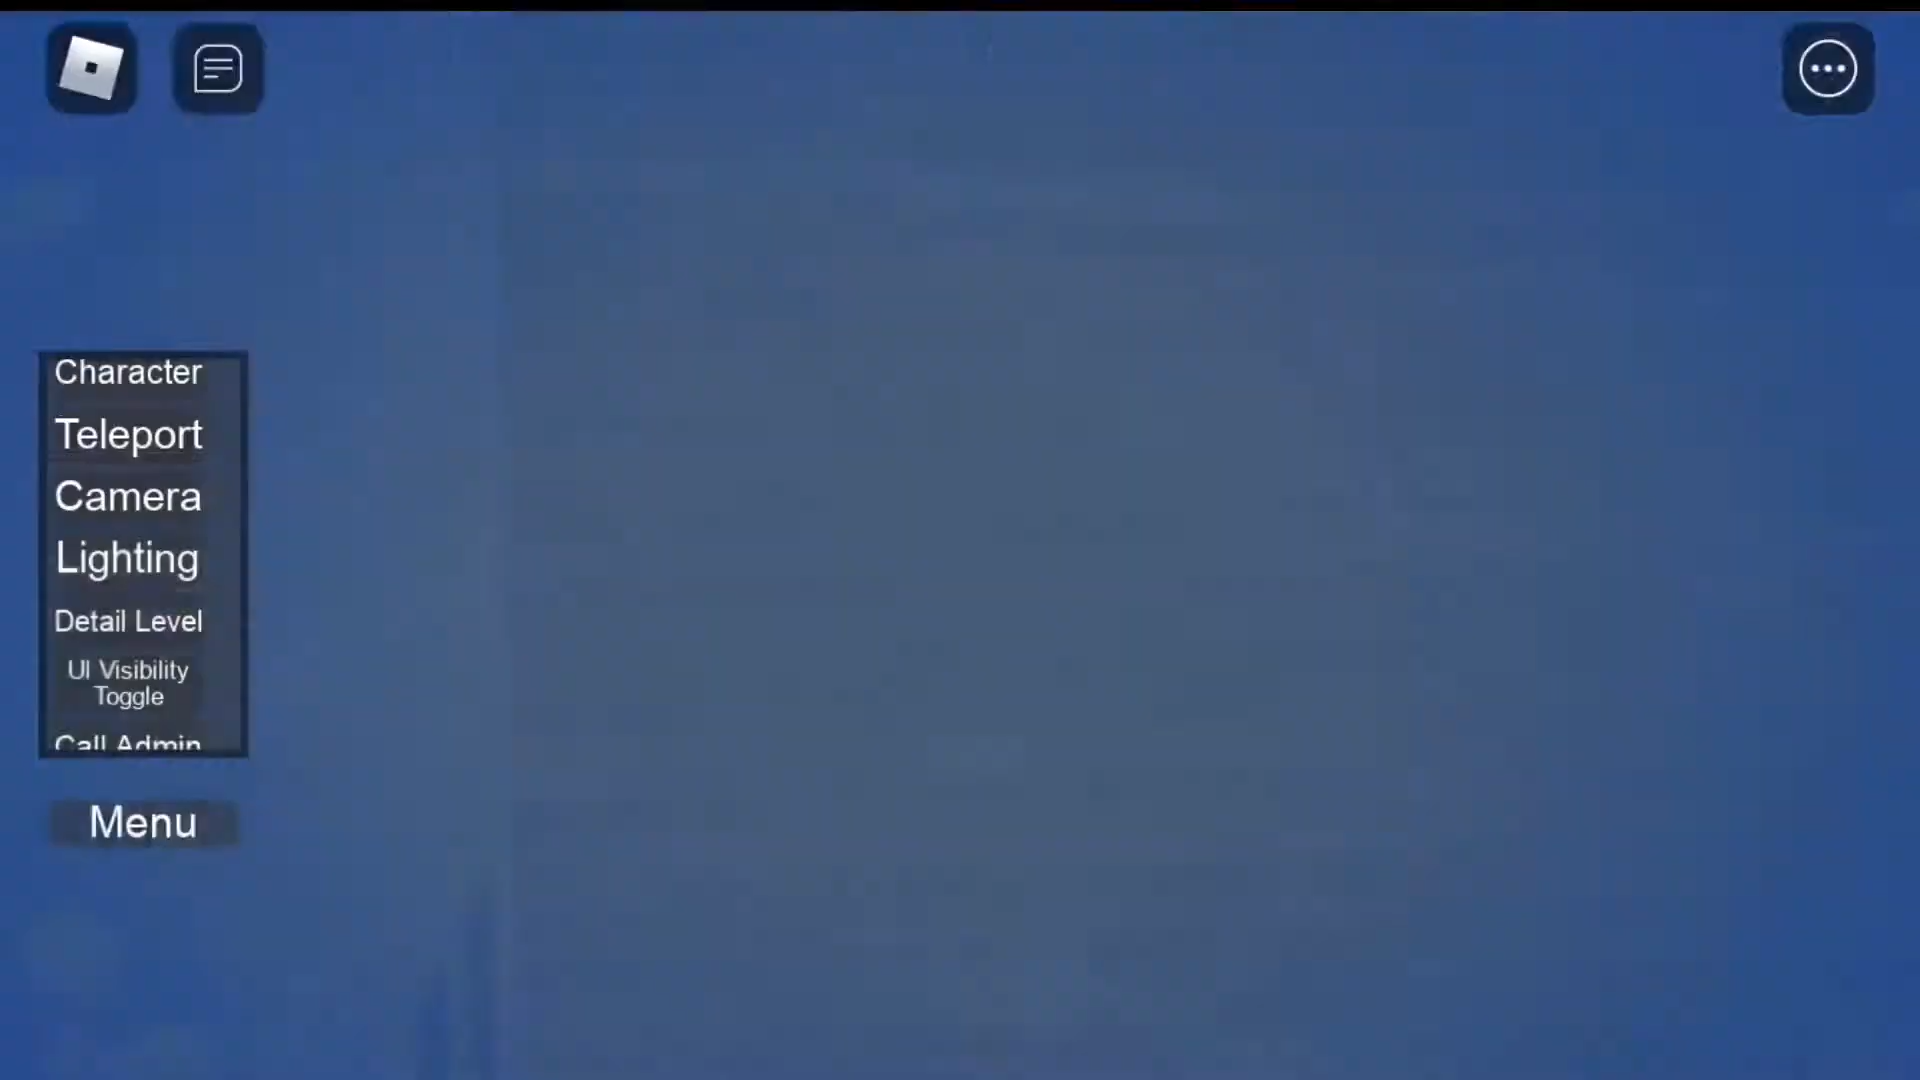 Character
Teleport
Camera
Lighting
Detail Level
UI Visibility
Toggle
Call Admin
Menu